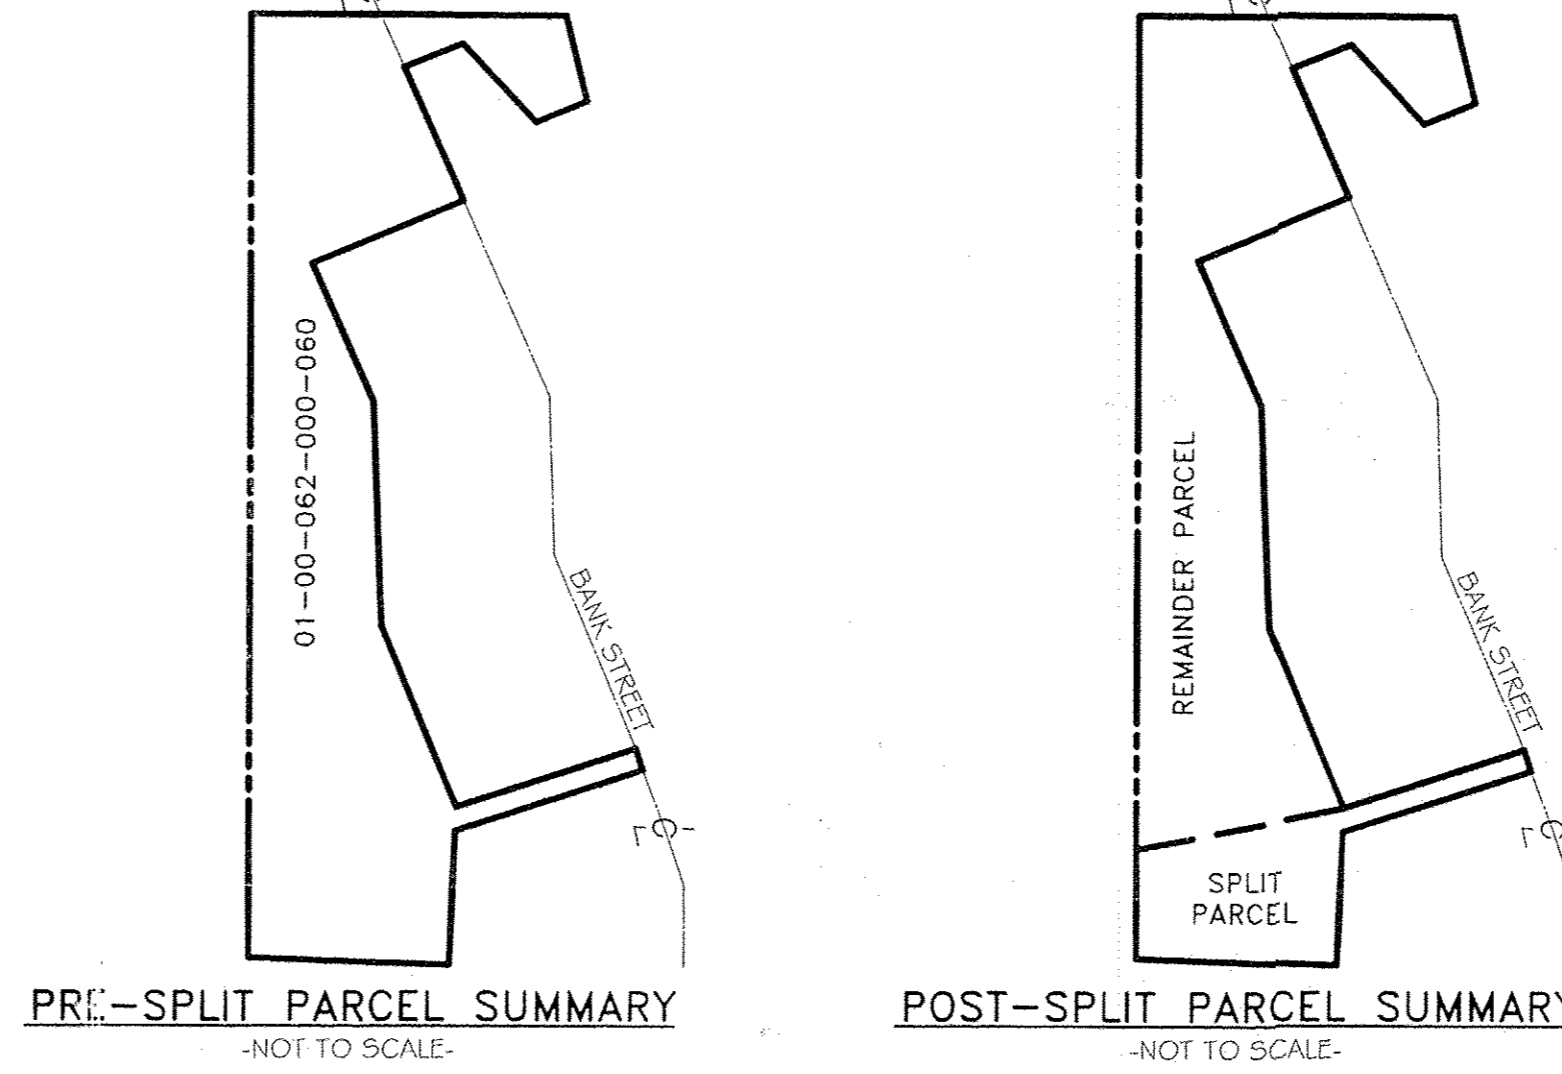 01-00-062-000-060
BANK STREET
PRE-SPLIT PARCEL SUMMARY
-NOT TO SCALE-
REMAINDER PARCEL
BANK STREET
SPLIT
PARCEL
POST-SPLIT PARCEL SUMMARY
-NOT TO SCALE-